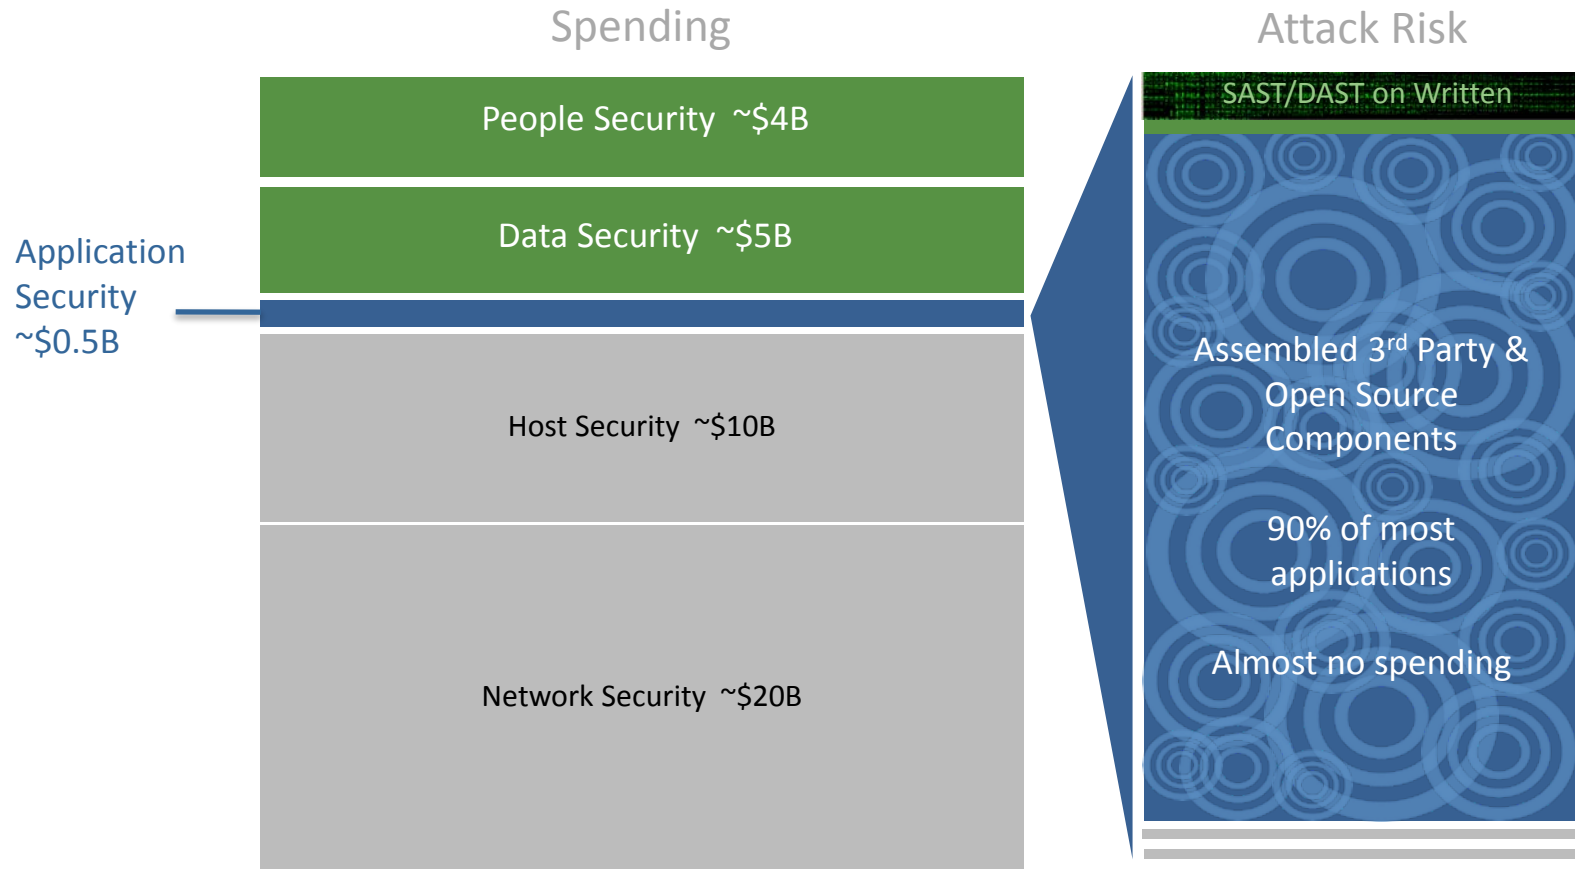 Spending
Attack Risk
People Security ~$4B
Data Security ~$5B
Application
Security
~$0.5B
Host Security ~$10B
Network Security ~$20B
SAST/DAST on Written
Assembled 3rd Party &
Open Source
Components
90% of most
applications
Almost no spending